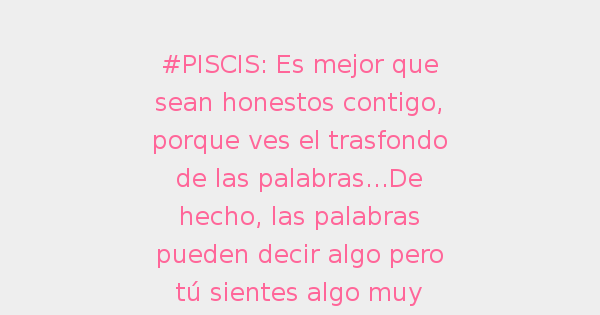 #PISCIS: Es mejor que
sean honestos contigo,
porque ves el trasfondo
de las palabras...De
hecho, las palabras
pueden decir algo pero
tú sientes algo muy